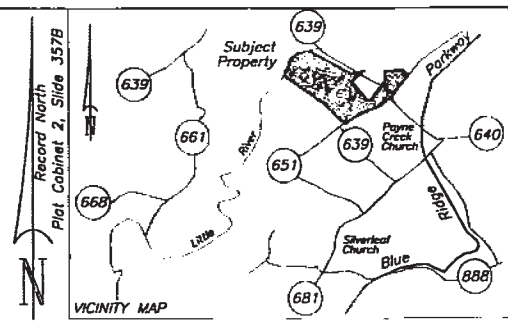 Record North
Plat Cabinet 2, Slide 357B
N
N
639
661
668
Little
River
Subject
Property
639
Parkway
Payne
Creek
Church
640
651
639
Ridge
Silverleaf
Church
Blue
681
888
VICINITY MAP